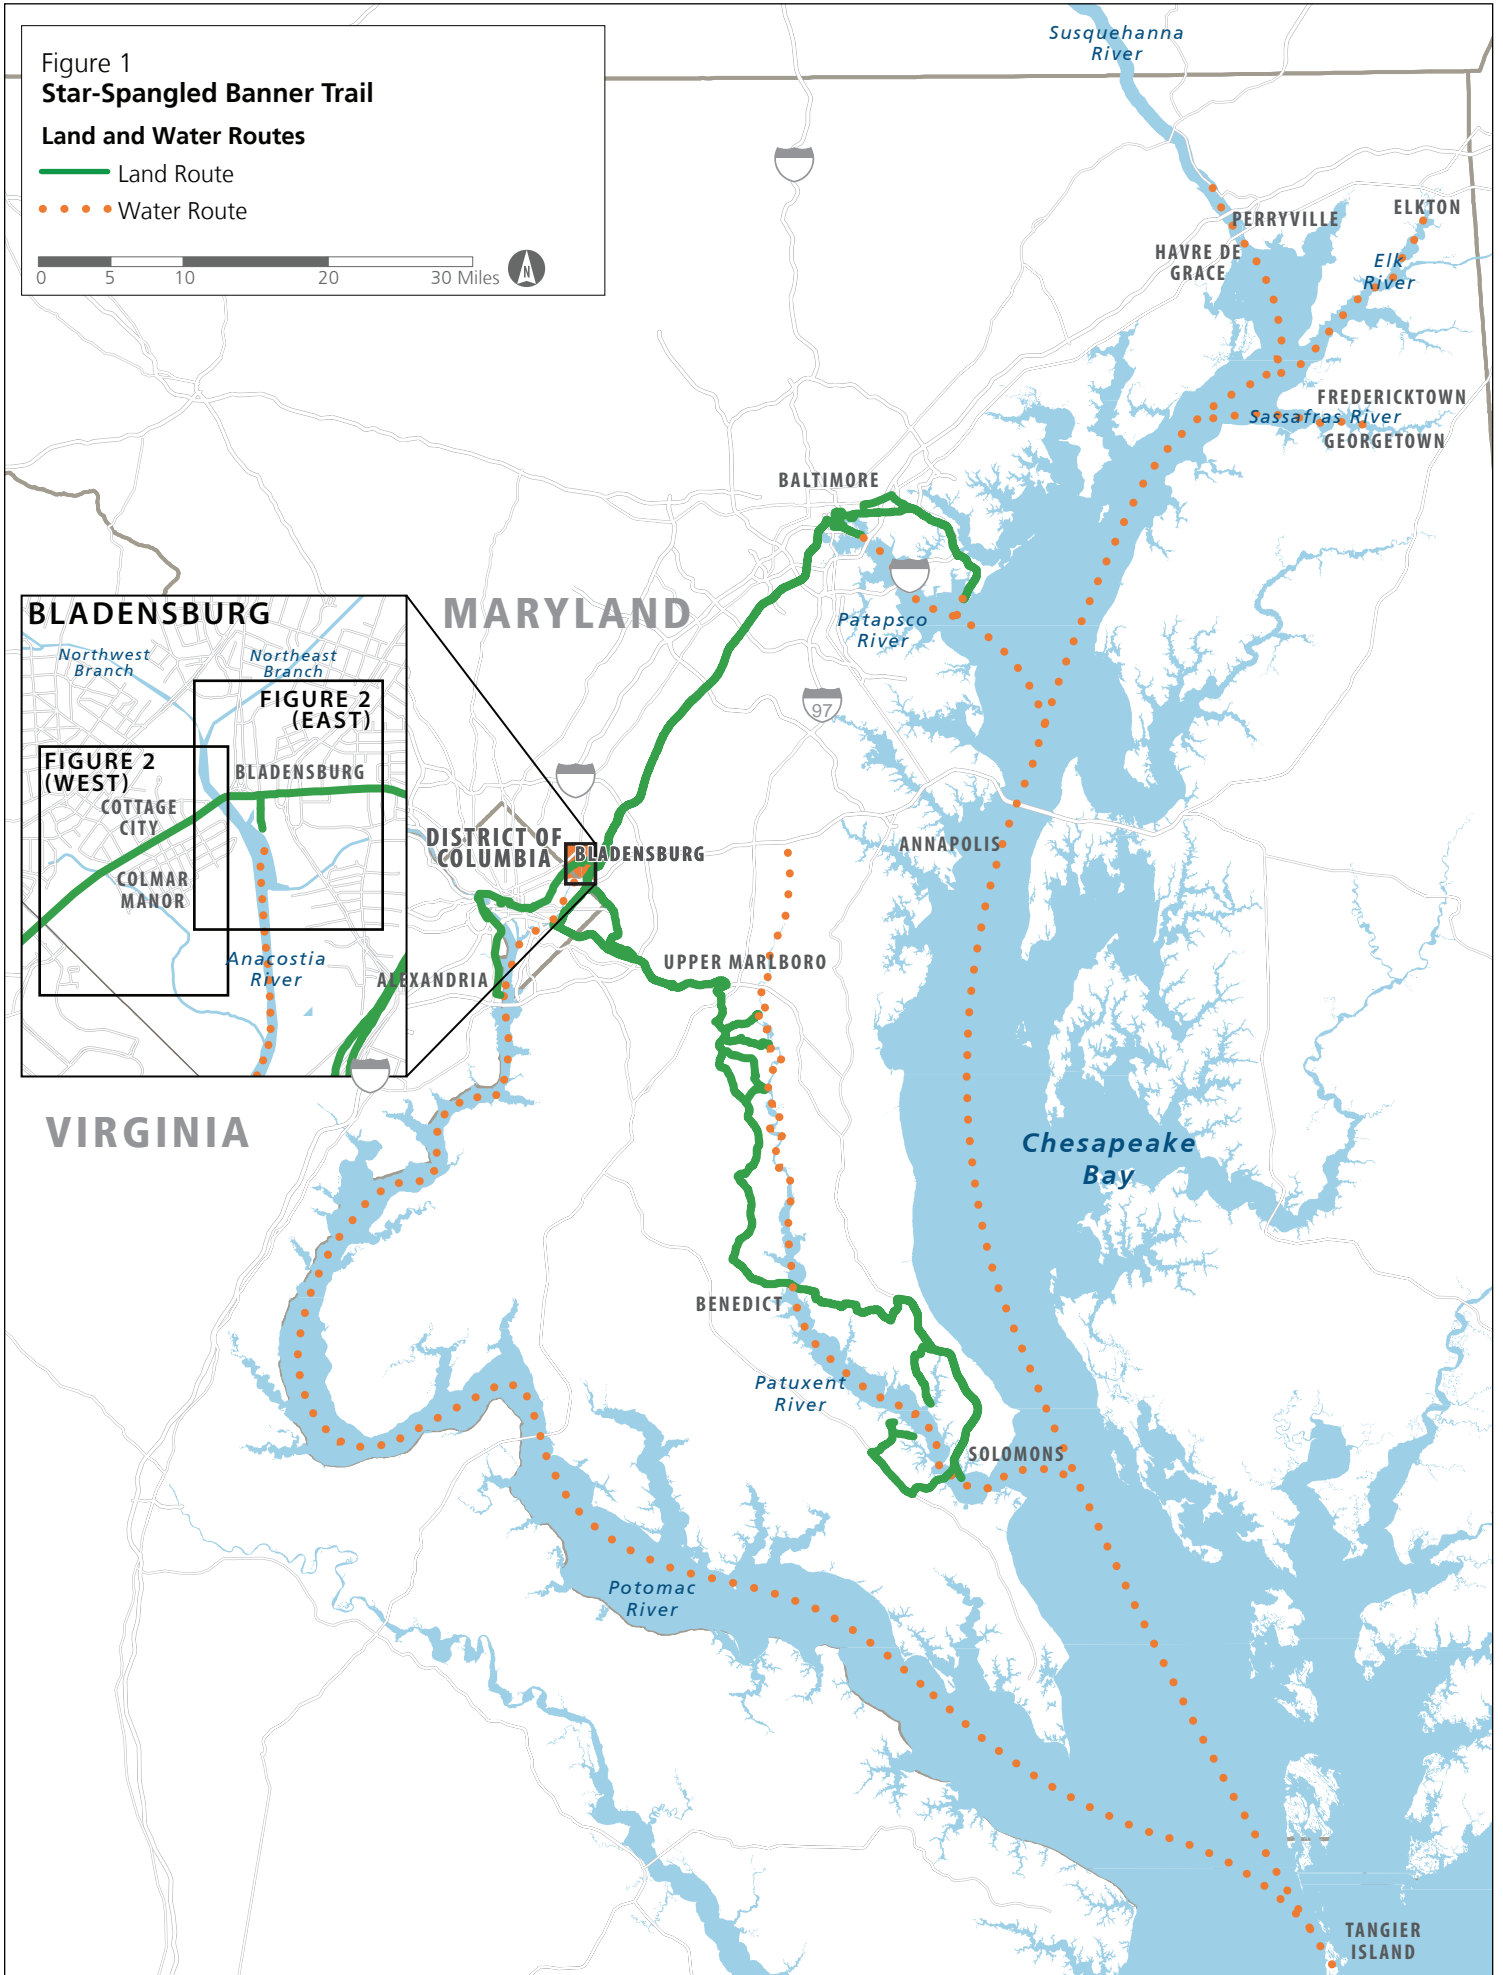 Figure 1
Star-Spangled Banner Trail
Land and Water Routes
Land Route
Water Route
0 5 10 20 30 Miles
N
Susquehanna
River
PERRYVILLE
ELKTON
HAVRE DE
GRACE
Elk
River
FREDERICKTOWN
Sassafras River
GEORGETOWN
BALTIMORE
MARYLAND
Patapsco
River
97
BLADENSBURG
Northwest
Branch
Northeast
Branch
FIGURE 2
(EAST)
FIGURE 2
(WEST)
BLADENSBURG
COTTAGE
CITY
COLMAR
MANOR
Anacostia
River
DISTRICT OF
COLUMBIA
BLADENSBURG
ANNAPOLIS
UPPER MARLBORO
ALEXANDRIA
VIRGINIA
Chesapeake
Bay
BENEDICT
Patuxent
River
SOLOMONS
Potomac
River
TANGIER
ISLAND